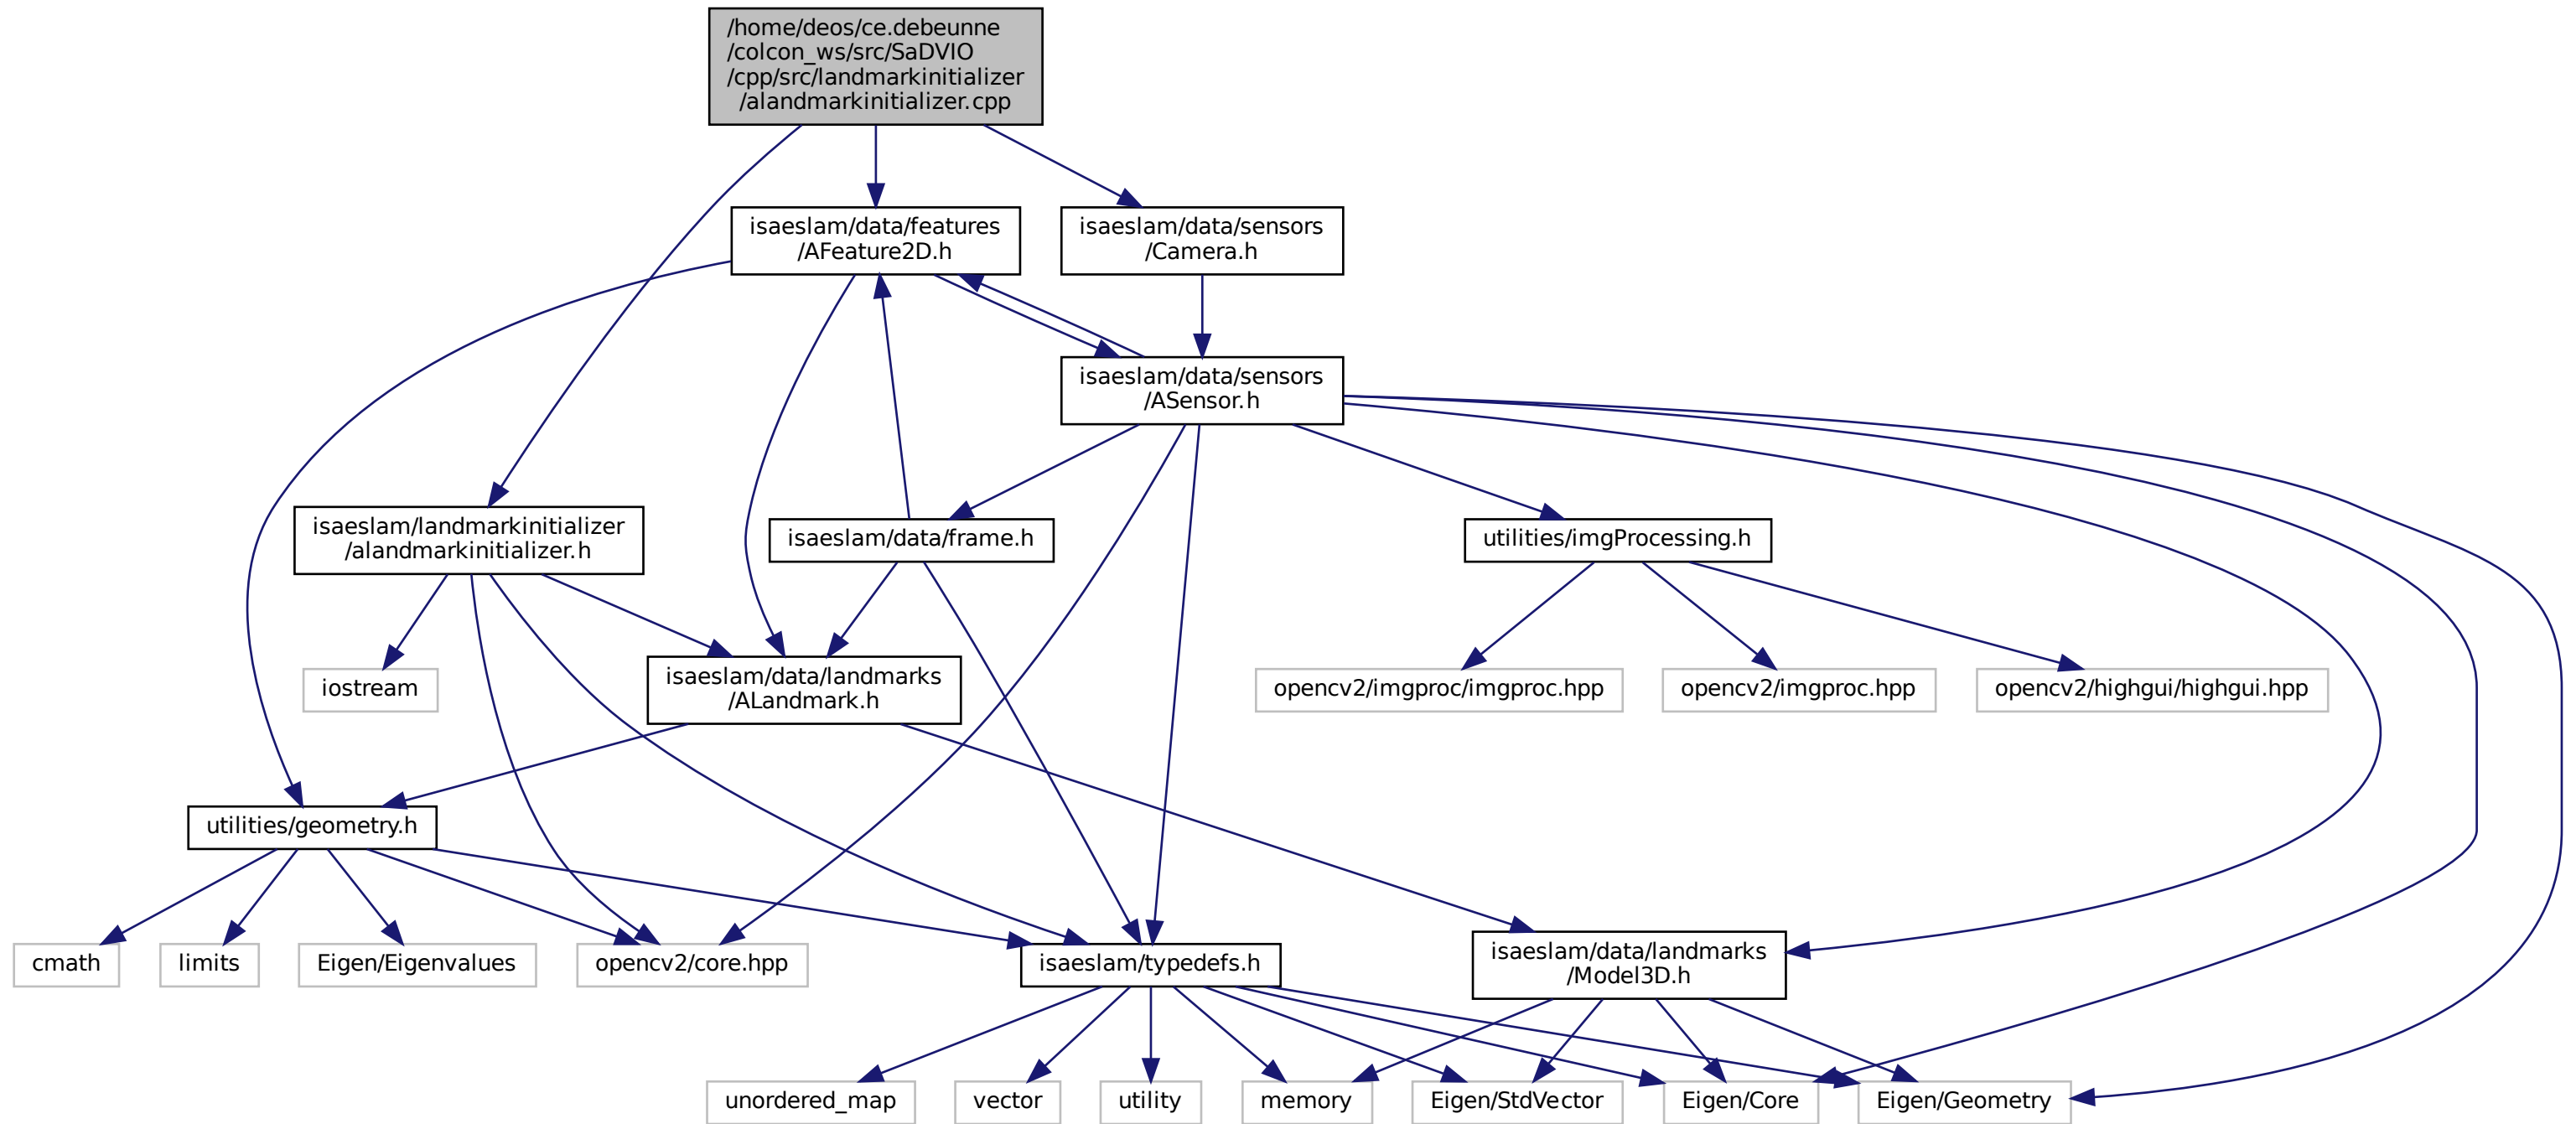 /home/deos/ce.debeunne
/colcon_ws/src/SaDVIO
/cpp/src/landmarkinitializer
/alandmarkinitializer.cpp
isaeslam/data/features
/AFeature2D.h
isaeslam/data/sensors
/Camera.h
isaeslam/data/sensors
/ASensor.h
isaeslam/landmarkinitializer
/alandmarkinitializer.h
isaeslam/data/frame.h
utilities/imgProcessing.h
iostream
isaeslam/data/landmarks
/ALandmark.h
opencv2/imgproc/imgproc.hpp
opencv2/imgproc.hpp
opencv2/highgui/highgui.hpp
utilities/geometry.h
cmath
limits
Eigen/Eigenvalues
opencv2/core.hpp
isaeslam/typedefs.h
isaeslam/data/landmarks
/Model3D.h
unordered_map
vector
utility
memory
Eigen/StdVector
Eigen/Core
Eigen/Geometry